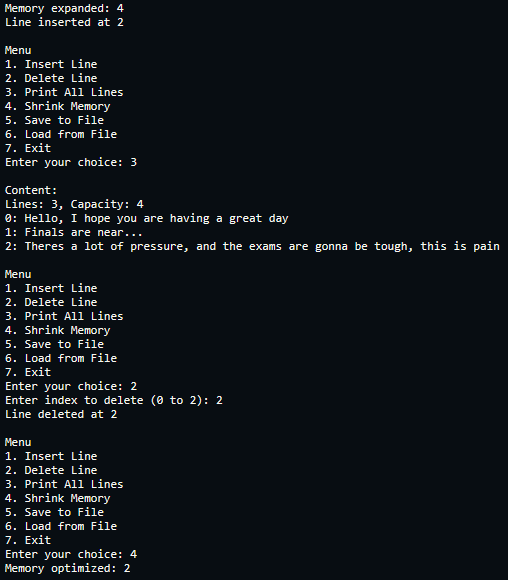 Memory expanded: 4
Line inserted at 2
Menu
1. Insert Line
2. Delete Line
3. Print All Lines
4. Shrink Memory
5. Save to File
6. Load from File
7. Exit
Enter your choice: 3
Content:
Lines: 3, Capacity: 4
0: Hello, I hope you are having a great day
1: Finals are near...
2: Theres a lot of pressure, and the exams are gonna be tough, this is pain
Menu
1. Insert Line
2. Delete Line
3. Print All Lines
4. Shrink Memory
5. Save to File
6. Load from File
7. Exit
Enter your choice: 2
Enter index to delete (0 to 2): 2
Line deleted at 2
Menu
1. Insert Line
2. Delete Line
3. Print All Lines
4. Shrink Memory
5. Save to File
6. Load from File
7. Exit
Enter your choice: 4
Memory optimized: 2